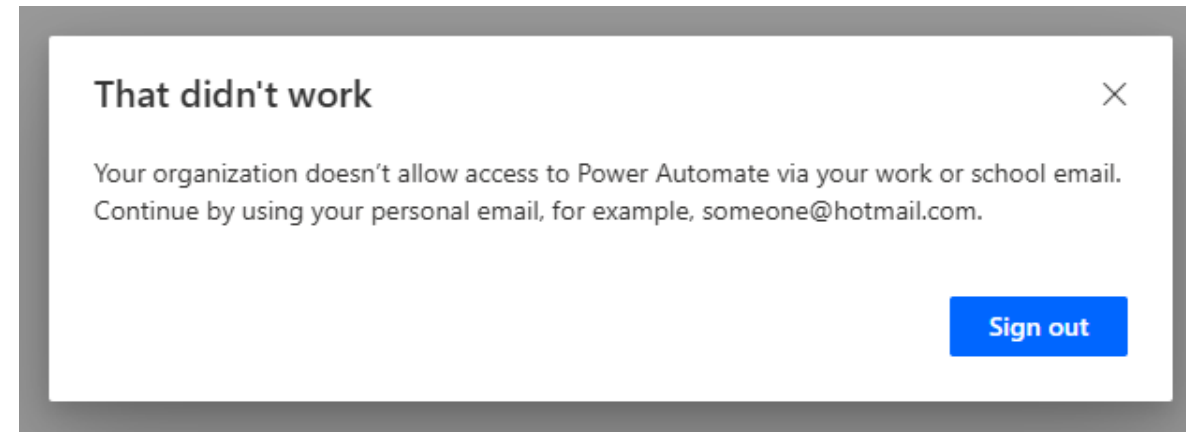 That didn't work
Your organization doesn’t allow access to Power Automate via your work or school email.
Continue by using your personal email, for example, someone@hotmail.com.
Sign out